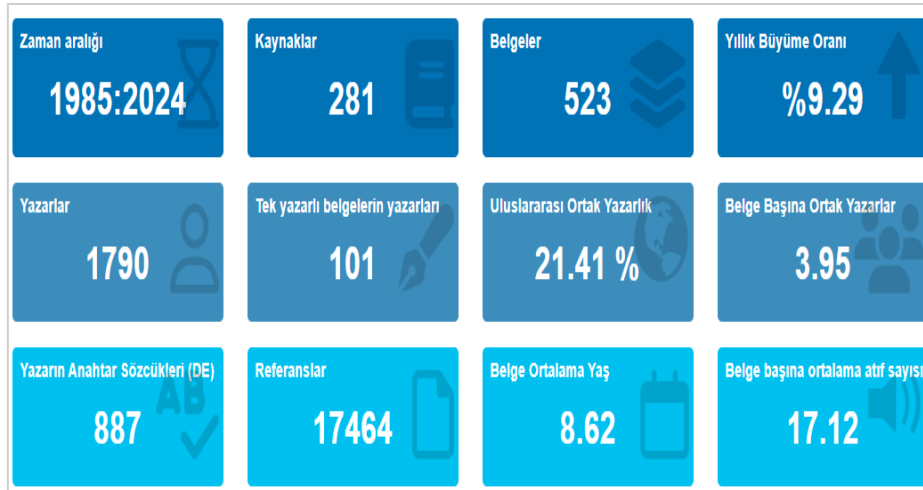 Zaman aralığı
1985:2024
Kaynaklar
281
Belgeler
523
Yıllık Büyüme Oranı
%9.29
Yazarlar
1790
Tek yazarlı belgelerin yazarları
101
Uluslararası Ortak Yazarlık
21.41 %
Belge Başına Ortak Yazarlar
3.95
Yazarın Anahtar Sözcükleri (DE)
AB
887
Referanslar
17464
Belge Ortalama Yaş
8.62
Belge başına ortalama atıf sayısı
17.12